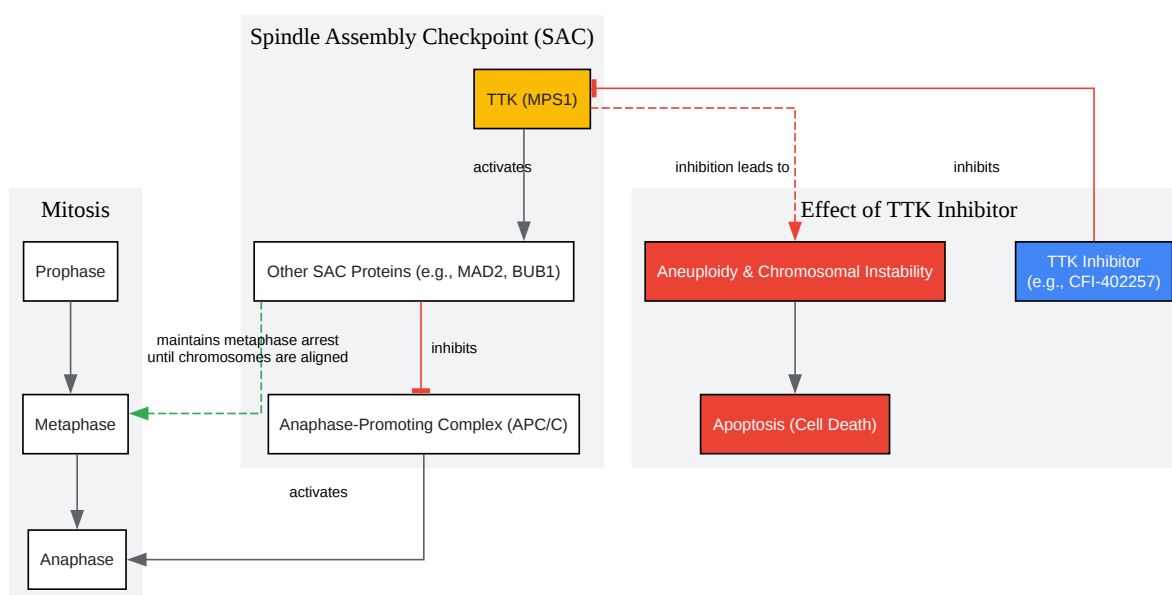 Spindle Assembly Checkpoint (SAC)
TTK (MPS1)
activates
inhibition leads to
inhibits
Mitosis
Effect of TTK Inhibitor
Prophase
Other SAC Proteins (e.g., MAD2, BUB1)
Aneuploidy & Chromosomal Instability
TTK Inhibitor
(e.g., CFI-402257)
maintains metaphase arrest
until chromosomes are aligned
inhibits
Metaphase
Anaphase-Promoting Complex (APC/C)
Apoptosis (Cell Death)
activates
Anaphase